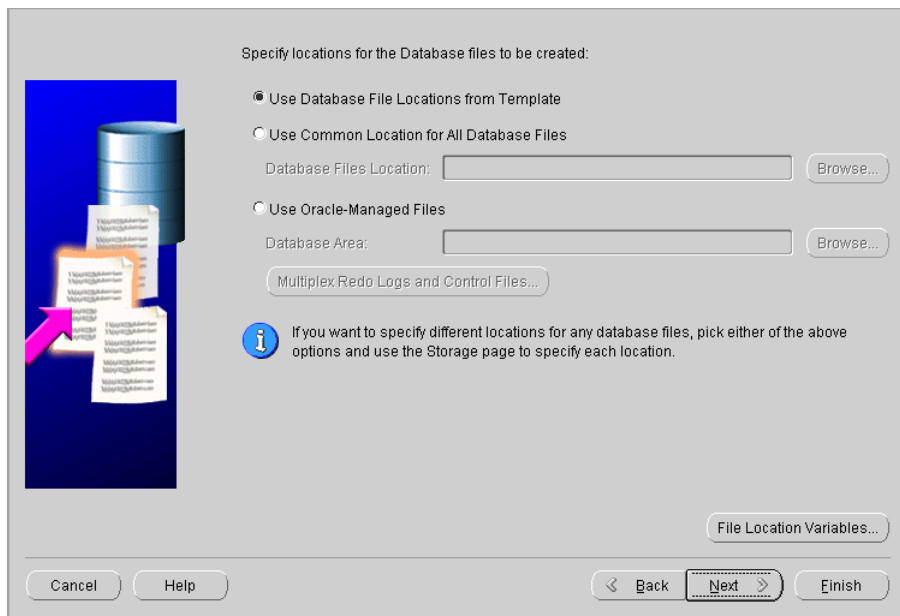 Specify locations for the Database files to be created:
Use Database File Locations from Template
Use Common Location for All Database Files
Database Files Location:
Browse...
Use Oracle-Managed Files
Database Area:
Browse...
Multiplex Redo Logs and Control Files...
If you want to specify different locations for any database files, pick either of the above
options and use the Storage page to specify each location.
File Location Variables...
Cancel
Help
Back
Next
Finish